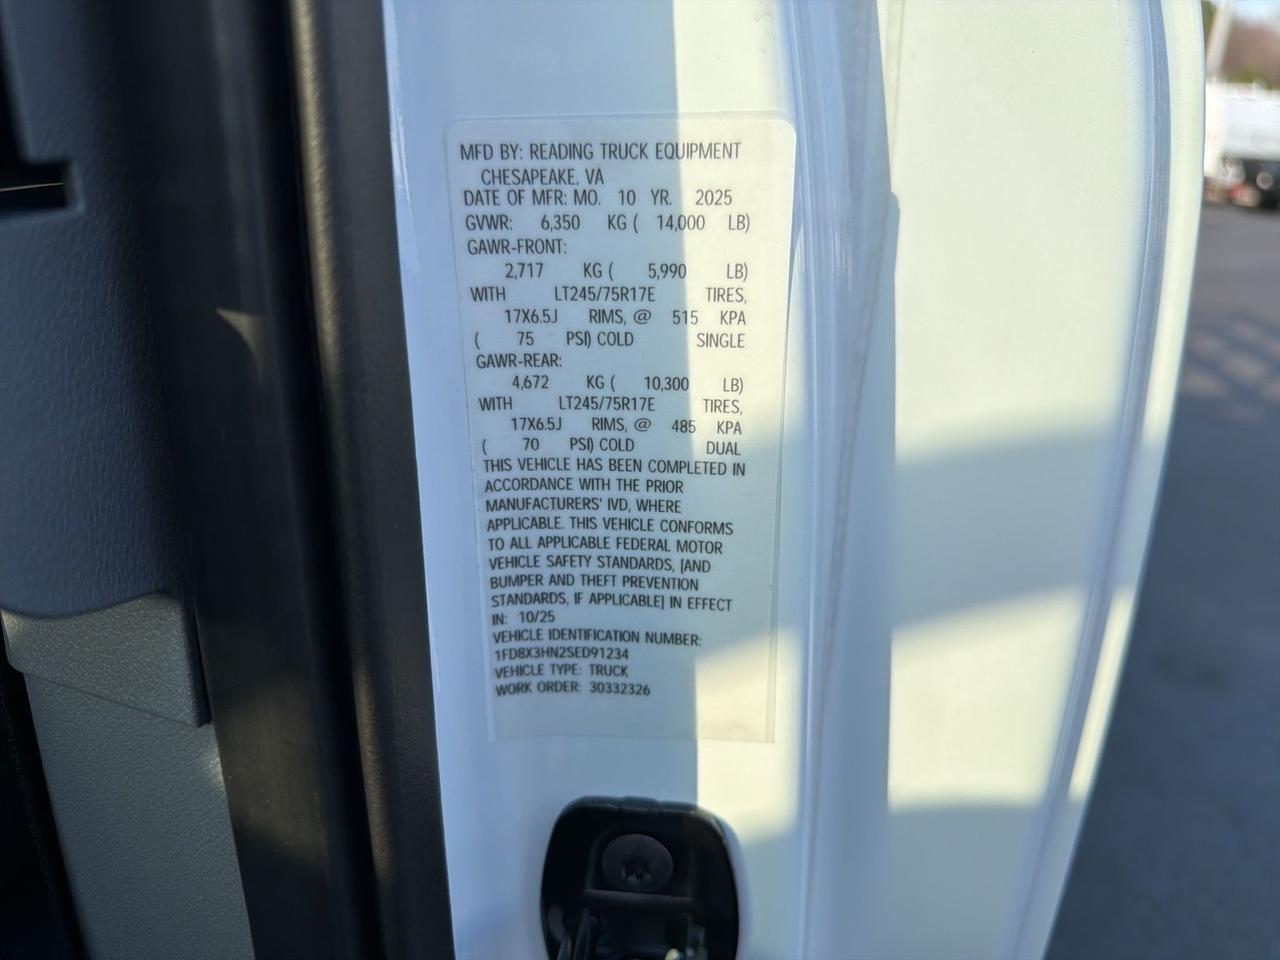 MFD BY: READING TRUCK EQUIPMENT
CHESAPEAKE, VA
DATE OF MFR: MO. 10 YR. 2025
GVWR: 6,350 KG ( 14,000 LB)
GAWR-FRONT:
2,717 KG ( 5,990 LB)
WITH LT245/75R17E TIRES,
17X6.5J RIMS, @ 515 KPA
( 75 PSI) COLD SINGLE
GAWR-REAR:
4,672 KG ( 10,300 LB)
WITH LT245/75R17E TIRES,
17X6.5J RIMS, @ 485 KPA
( 70 PSI) COLD DUAL
THIS VEHICLE HAS BEEN COMPLETED IN
ACCORDANCE WITH THE PRIOR
MANUFACTURERS' IVD, WHERE
APPLICABLE. THIS VEHICLE CONFORMS
TO ALL APPLICABLE FEDERAL MOTOR
VEHICLE SAFETY STANDARDS, [AND
BUMPER AND THEFT PREVENTION
STANDARDS, IF APPLICABLE] IN EFFECT
IN: 10/25
VEHICLE IDENTIFICATION NUMBER:
1FD8X3HN2SED91234
VEHICLE TYPE: TRUCK
WORK ORDER: 30332326